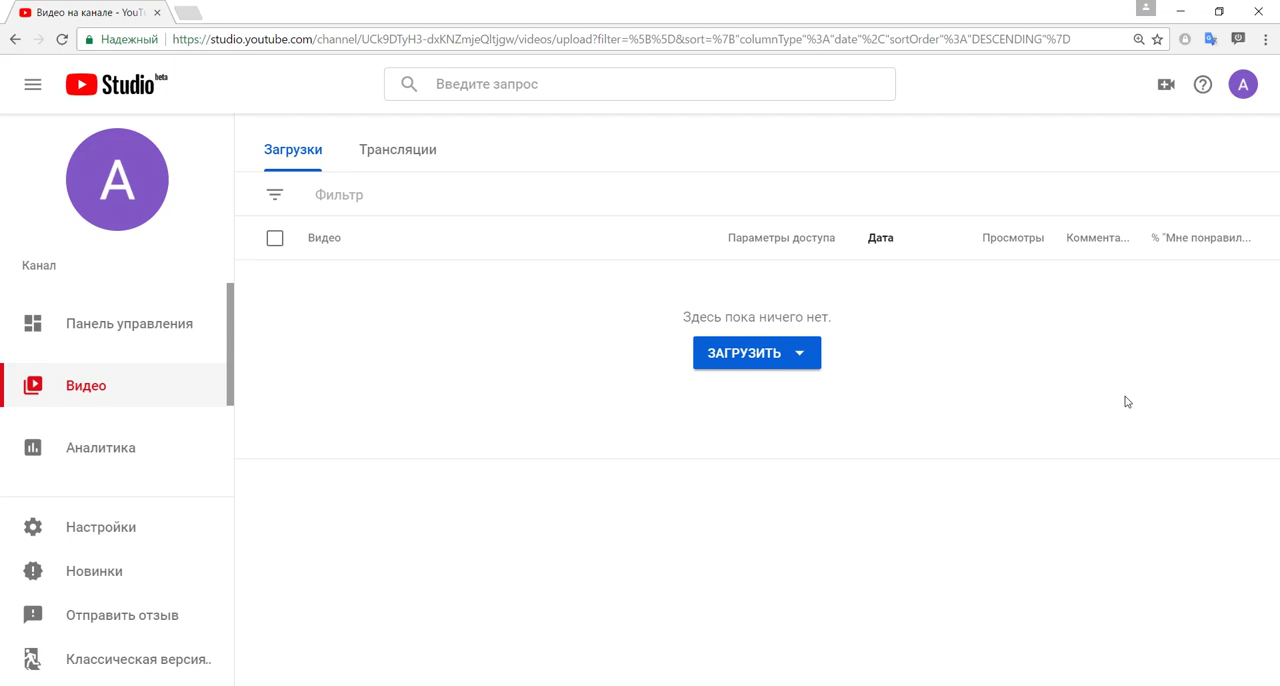 Видео на канале - YouTu
Надежный https://studio.youtube.com/channel/UCk9DTyH3-dxKNZmjeQltjgw/videos/upload?filter=%5B%5D&sort=%7B"columnType"%3A"date"%2C"sortOrder"%3A"DESCENDING"%7D
Studio beta
Введите запрос
A
A
Канал
Панель управления
Видео
Аналитика
Настройки
Новинки
Отправить отзыв
Классическая версия..
Загрузки Трансляции
Фильтр
Видео Параметры доступа Дата Просмотры Коммента... % "Мне понравил...
Здесь пока ничего нет.
ЗАГРУЗИТЬ